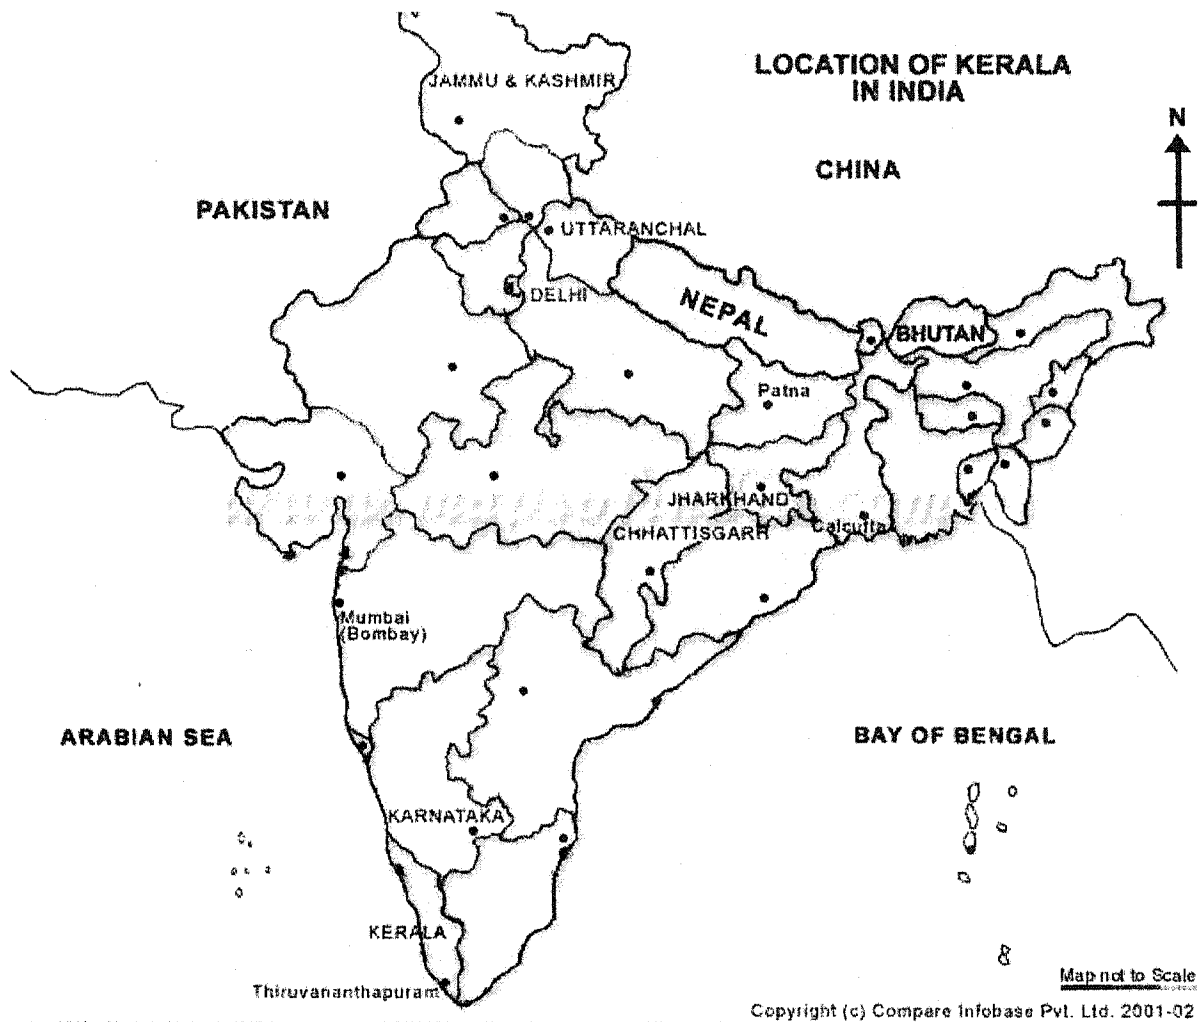 LOCATION OF KERALA
IN INDIA
N
JAMMU & KASHMIR
CHINA
PAKISTAN
UTTARANCHAL
DELHI
NEPAL
BHUTAN
Patna
JHARKHAND
CHHATTISGARH
Calcutta
Mumbai
(Bombay)
ARABIAN SEA
BAY OF BENGAL
KARNATAKA
KERALA
Thiruvananthapuram
Map not to Scale
Copyright (c) Compare Infobase Pvt. Ltd. 2001-02